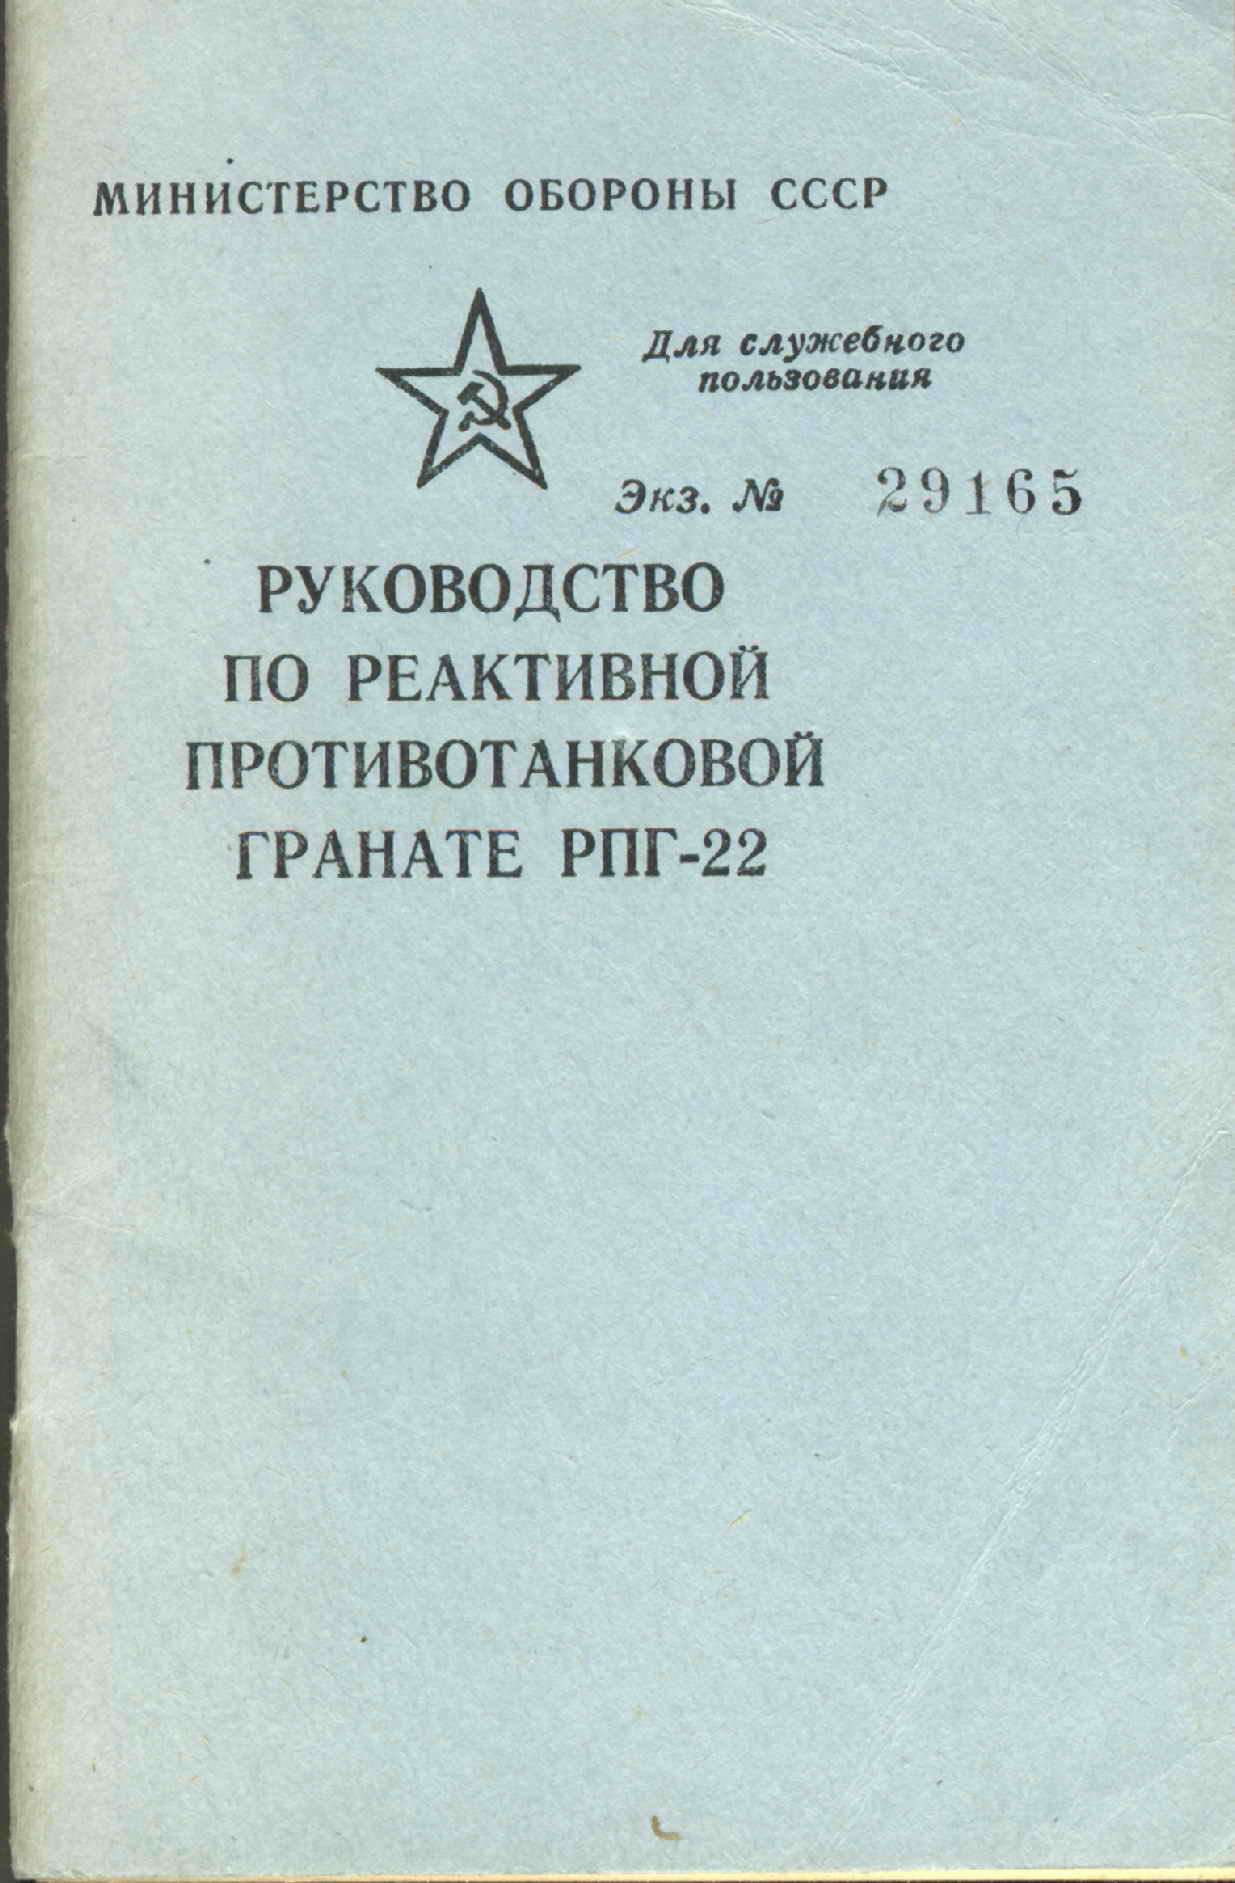 МИНИСТЕРСТВО ОБОРОНЫ СССР
Для служебного
пользования
Экз. № 29165
РУКОВОДСТВО
ПО РЕАКТИВНОЙ
ПРОТИВОТАНКОВОЙ
ГРАНАТЕ РПГ-22